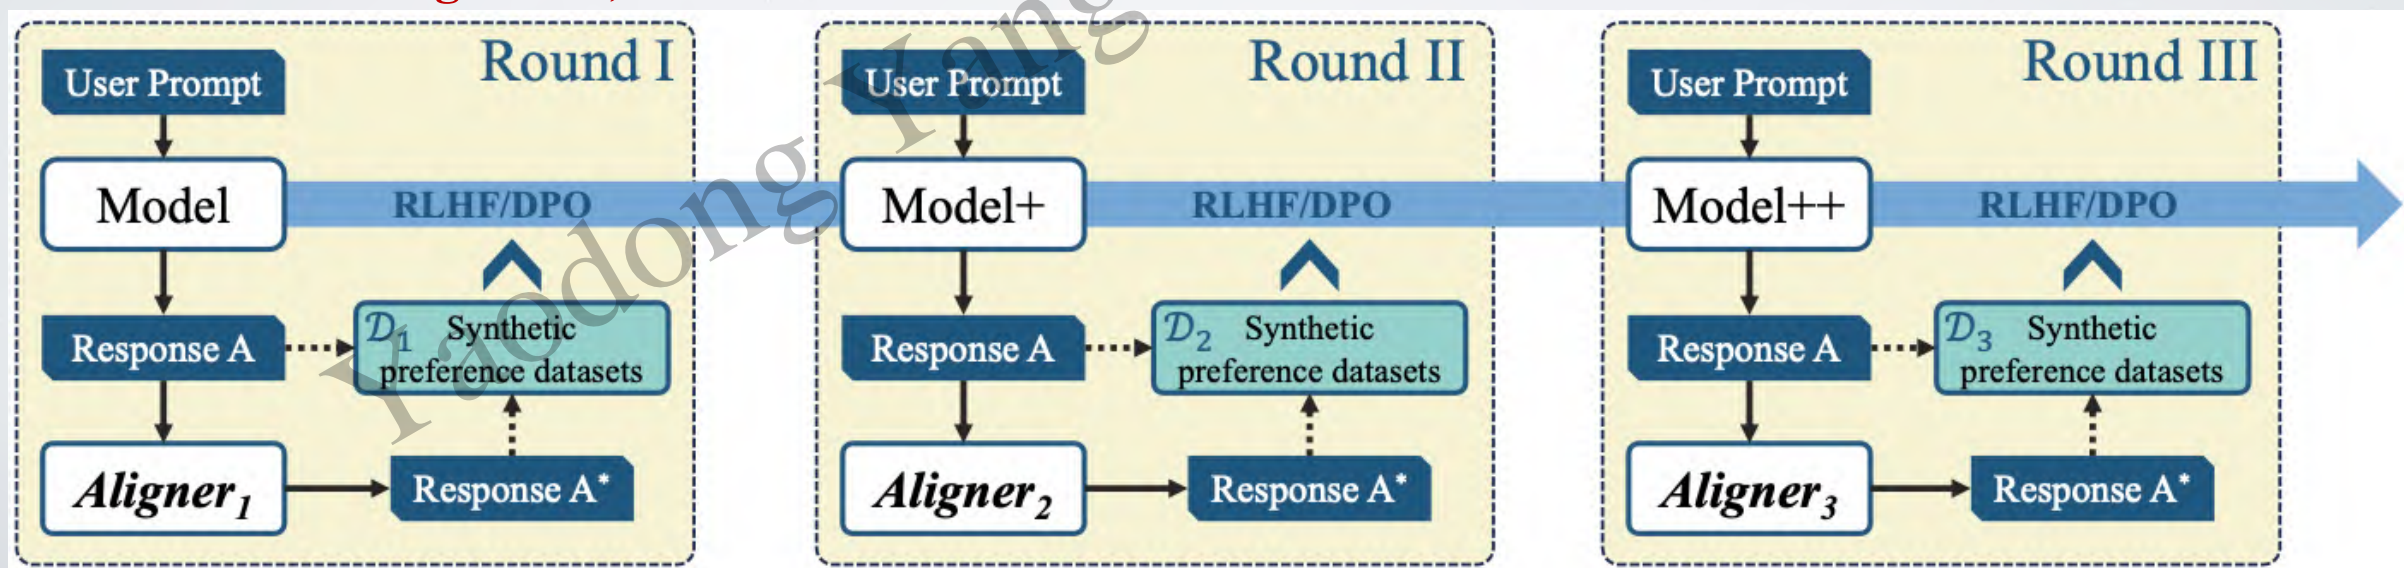 Round I
User Prompt
Model
RLHF/DPO
Response A
𝒟₁ Synthetic
preference datasets
Aligner₁
Response A*
Round II
User Prompt
Model+
RLHF/DPO
Response A
𝒟₂ Synthetic
preference datasets
Aligner₂
Response A*
Round III
User Prompt
Model++
RLHF/DPO
Response A
𝒟₃ Synthetic
preference datasets
Aligner₃
Response A*
Yaodong Yang